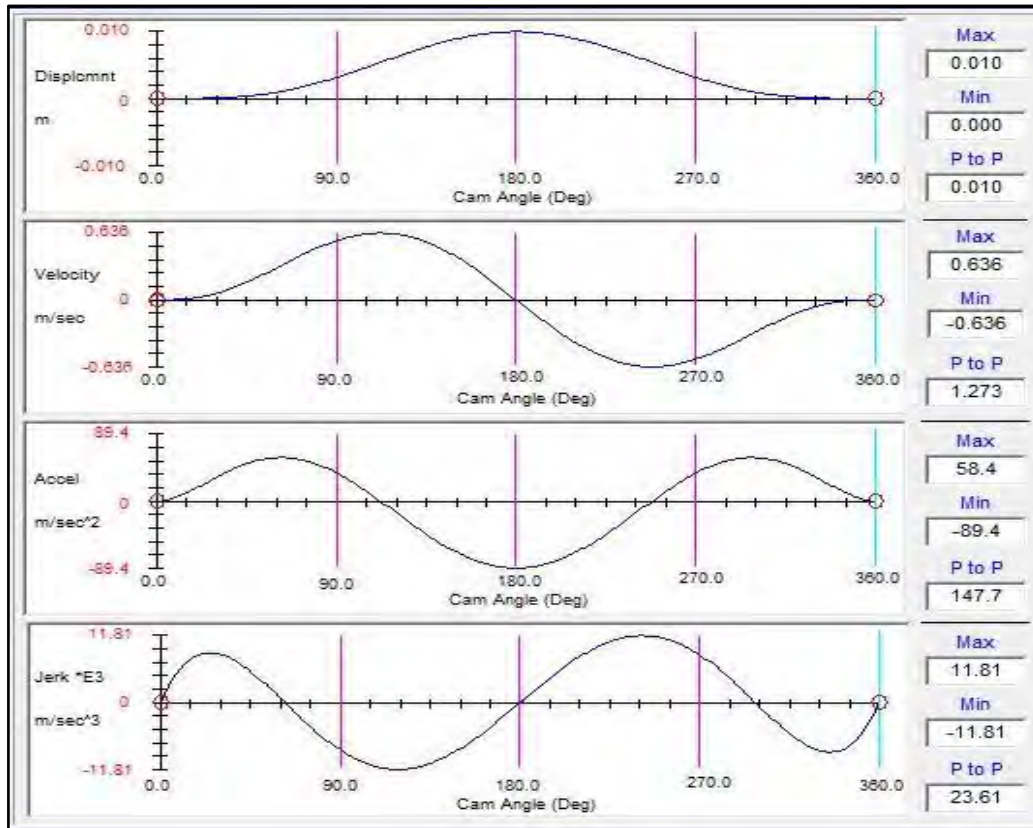 0.010
Displcmnt
0
m
-0.010
0.0 90.0 180.0 270.0 360.0
Cam Angle (Deg)
Max
0.010
Min
0.000
P to P
0.010
0.636
Velocity
0
m/sec
-0.636
0.0 90.0 180.0 270.0 360.0
Cam Angle (Deg)
Max
0.636
Min
-0.636
P to P
1.273
89.4
Accel
0
m/sec^2
-89.4
0.0 90.0 180.0 270.0 360.0
Cam Angle (Deg)
Max
58.4
Min
-89.4
P to P
147.7
11.81
Jerk *E3
0
m/sec^3
-11.81
0.0 90.0 180.0 270.0 360.0
Cam Angle (Deg)
Max
11.81
Min
-11.81
P to P
23.61